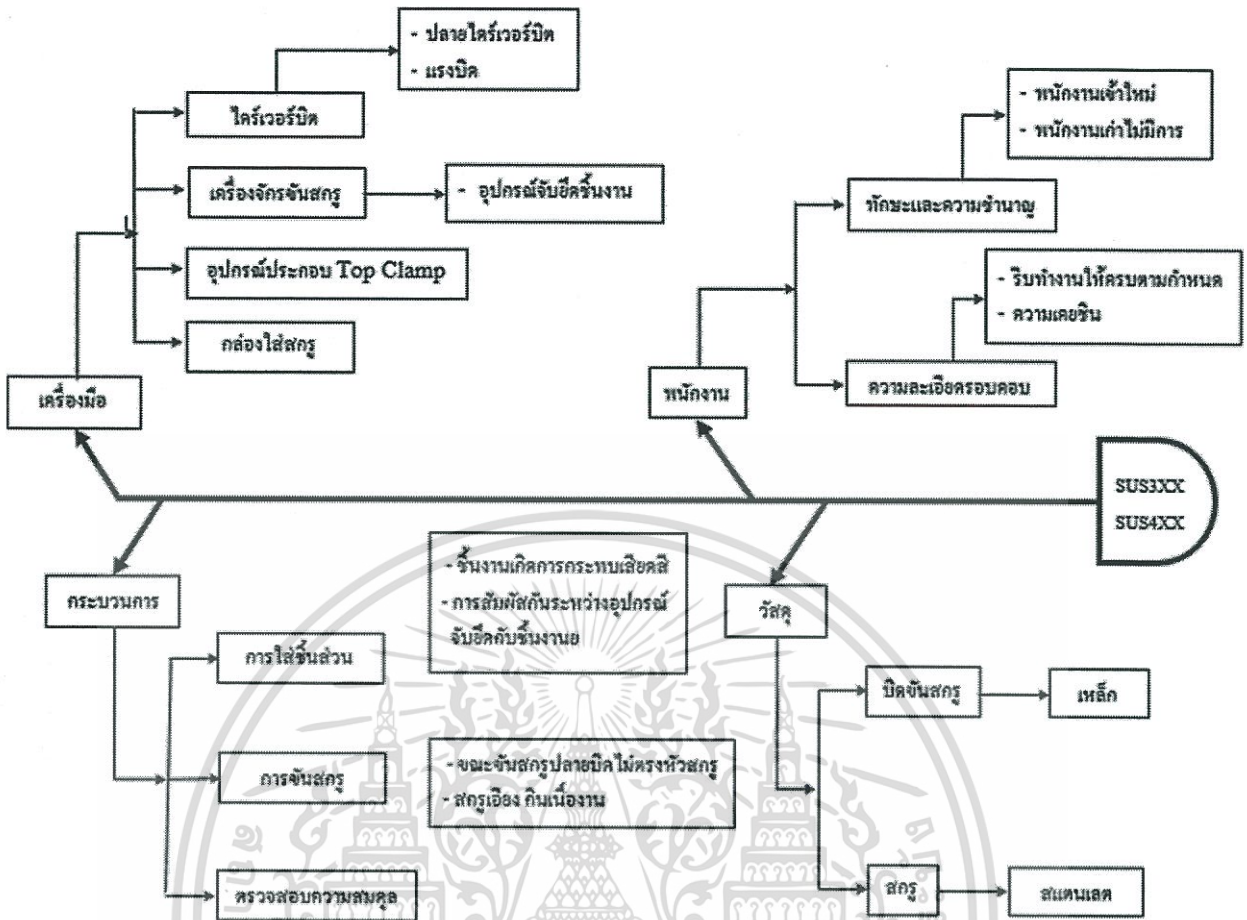 - ปลายไดร์เวอร์บิต
- แรงบิด
ไดร์เวอร์บิต
เครื่องจักรขันสกรู
- อุปกรณ์จับยึดชิ้นงาน
อุปกรณ์ประกอบ Top Clamp
กล่องใส่สกรู
เครื่องมือ
- พนักงานเข้าใหม่
- พนักงานเก่าไม่มีการ
ทักษะและความชำนาญ
- รีบทำงานให้ครบตามกำหนด
- ความเคยชิน
ความละเอียดรอบคอบ
พนักงาน
SUS3XX
SUS4XX
กระบวนการ
การใส่ชิ้นส่วน
- ชิ้นงานเกิดการกระทบเสียดสี
- การสัมผัสกันระหว่างอุปกรณ์
จับยึดกับชิ้นงานย
การขันสกรู
- ขณะขันสกรูปลายบิตไม่ตรงหัวสกรู
- สกรูเอียง กินเนื้องาน
ตรวจสอบความสมดุล
วัสดุ
บิตขันสกรู
เหล็ก
สกรู
สแตนเลต